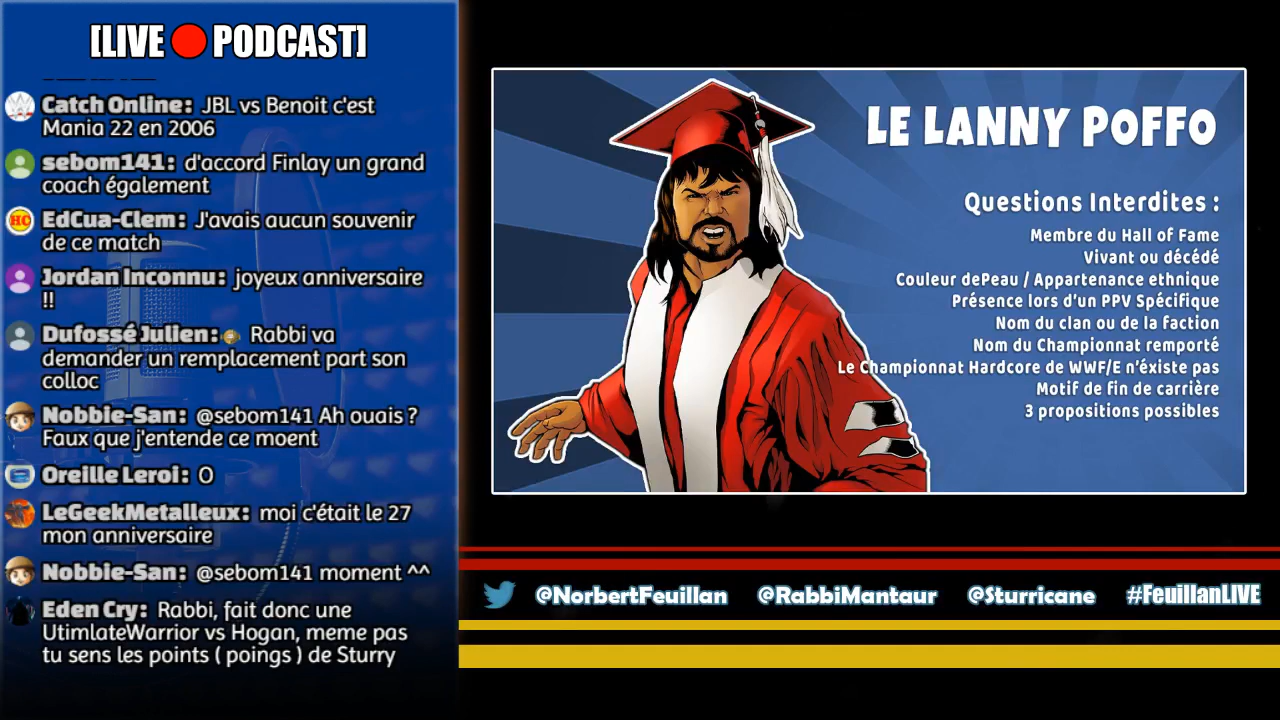 [LIVE PODCAST]
Catch Online: JBL vs Benoit c'est
Mania 22 en 2006
sebom141: d'accord Finlay un grand
coach également
EdCua-Clem: J'avais aucun souvenir
de ce match
Jordan Inconnu: joyeux anniversaire
!!
Dufossé Julien: Rabbi va
demander un remplacement part son
colloc
Nobbie-San: @sebom141 Ah ouais ?
Faux que j'entende ce moent
Oreille Leroi: O
LeGeekMetalleux: moi c'était le 27
mon anniversaire
Nobbie-San: @sebom141 moment ^^
Eden Cry: Rabbi, fait donc une
UtimlateWarrior vs Hogan, meme pas
tu sens les points ( poings ) de Sturry
LE LANNY POFFO
Questions Interdites :
Membre du Hall of Fame
Vivant ou décédé
Couleur dePeau / Appartenance ethnique
Présence lors d'un PPV Spécifique
Nom du clan ou de la faction
Nom du Championnat remporté
Le Championnat Hardcore de WWF/E n'éxiste pas
Motif de fin de carrière
3 propositions possibles
@NorbertFeuillan @RabbiMantaur @Sturricane #FeuillanLIVE
HC